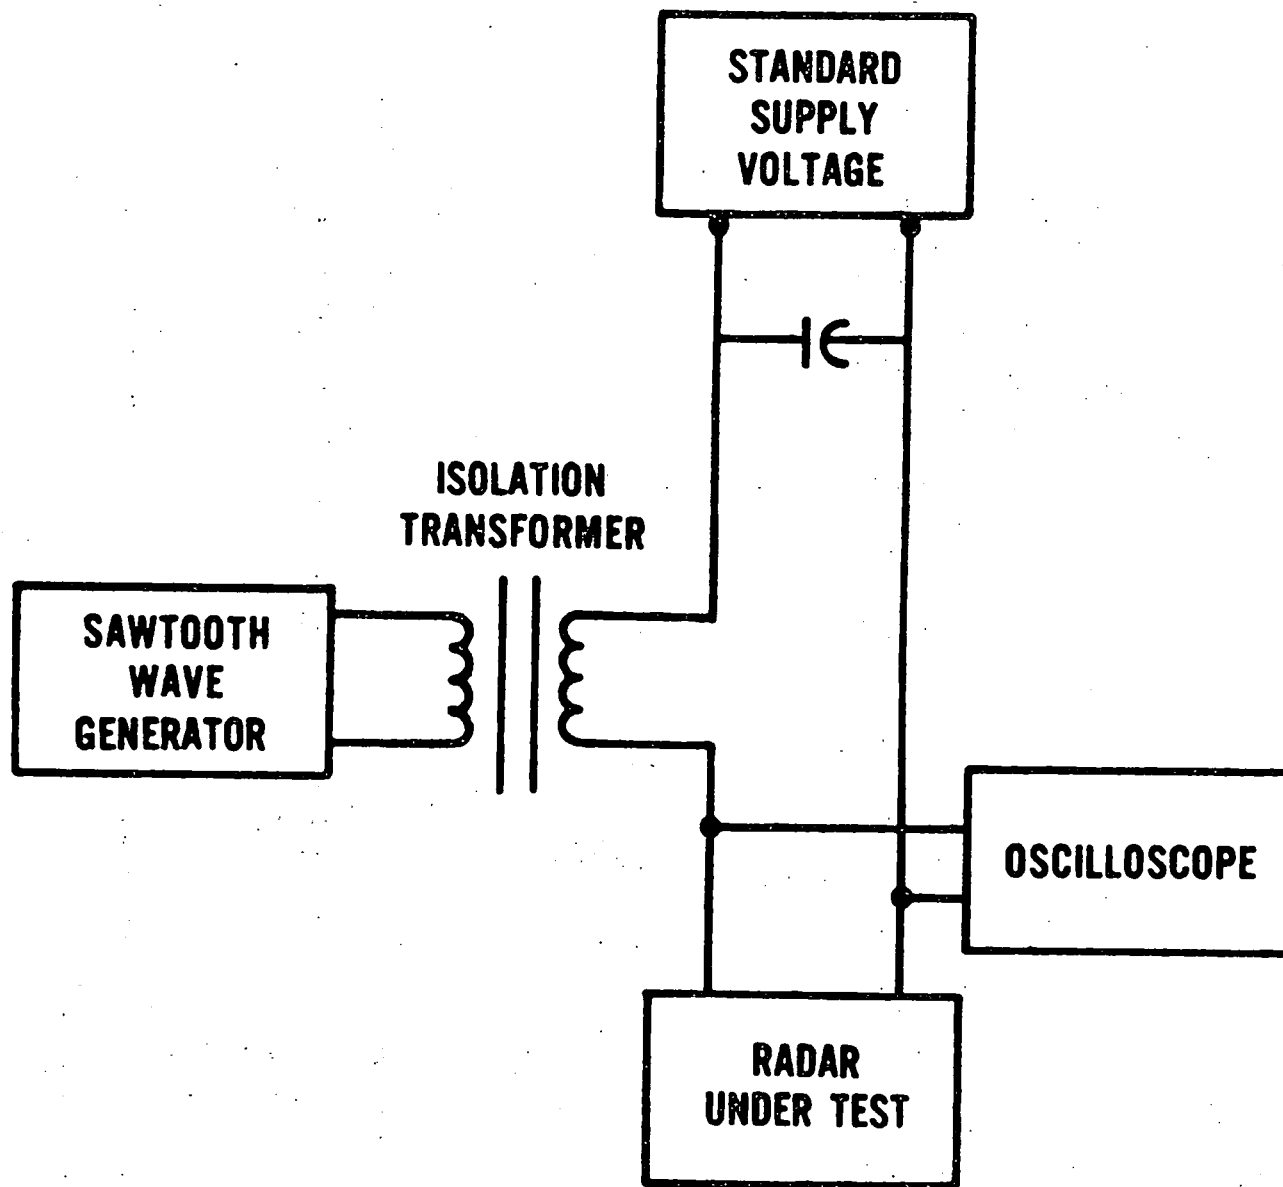 STANDARD
SUPPLY
VOLTAGE
ISOLATION
TRANSFORMER
SAWTOOTH
WAVE
GENERATOR
OSCILLOSCOPE
RADAR
UNDER TEST